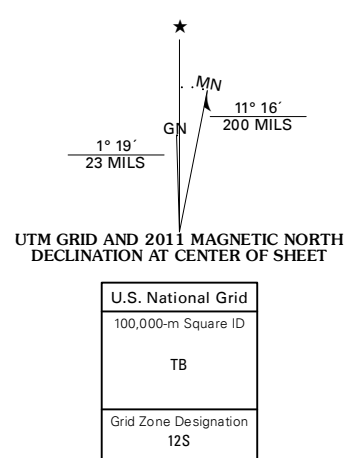 ★
MN
GN
11° 16´
200 MILS
1° 19´
23 MILS
UTM GRID AND 2011 MAGNETIC NORTH
DECLINATION AT CENTER OF SHEET
U.S. National Grid
100,000-m Square ID
TB
Grid Zone Designation
12S